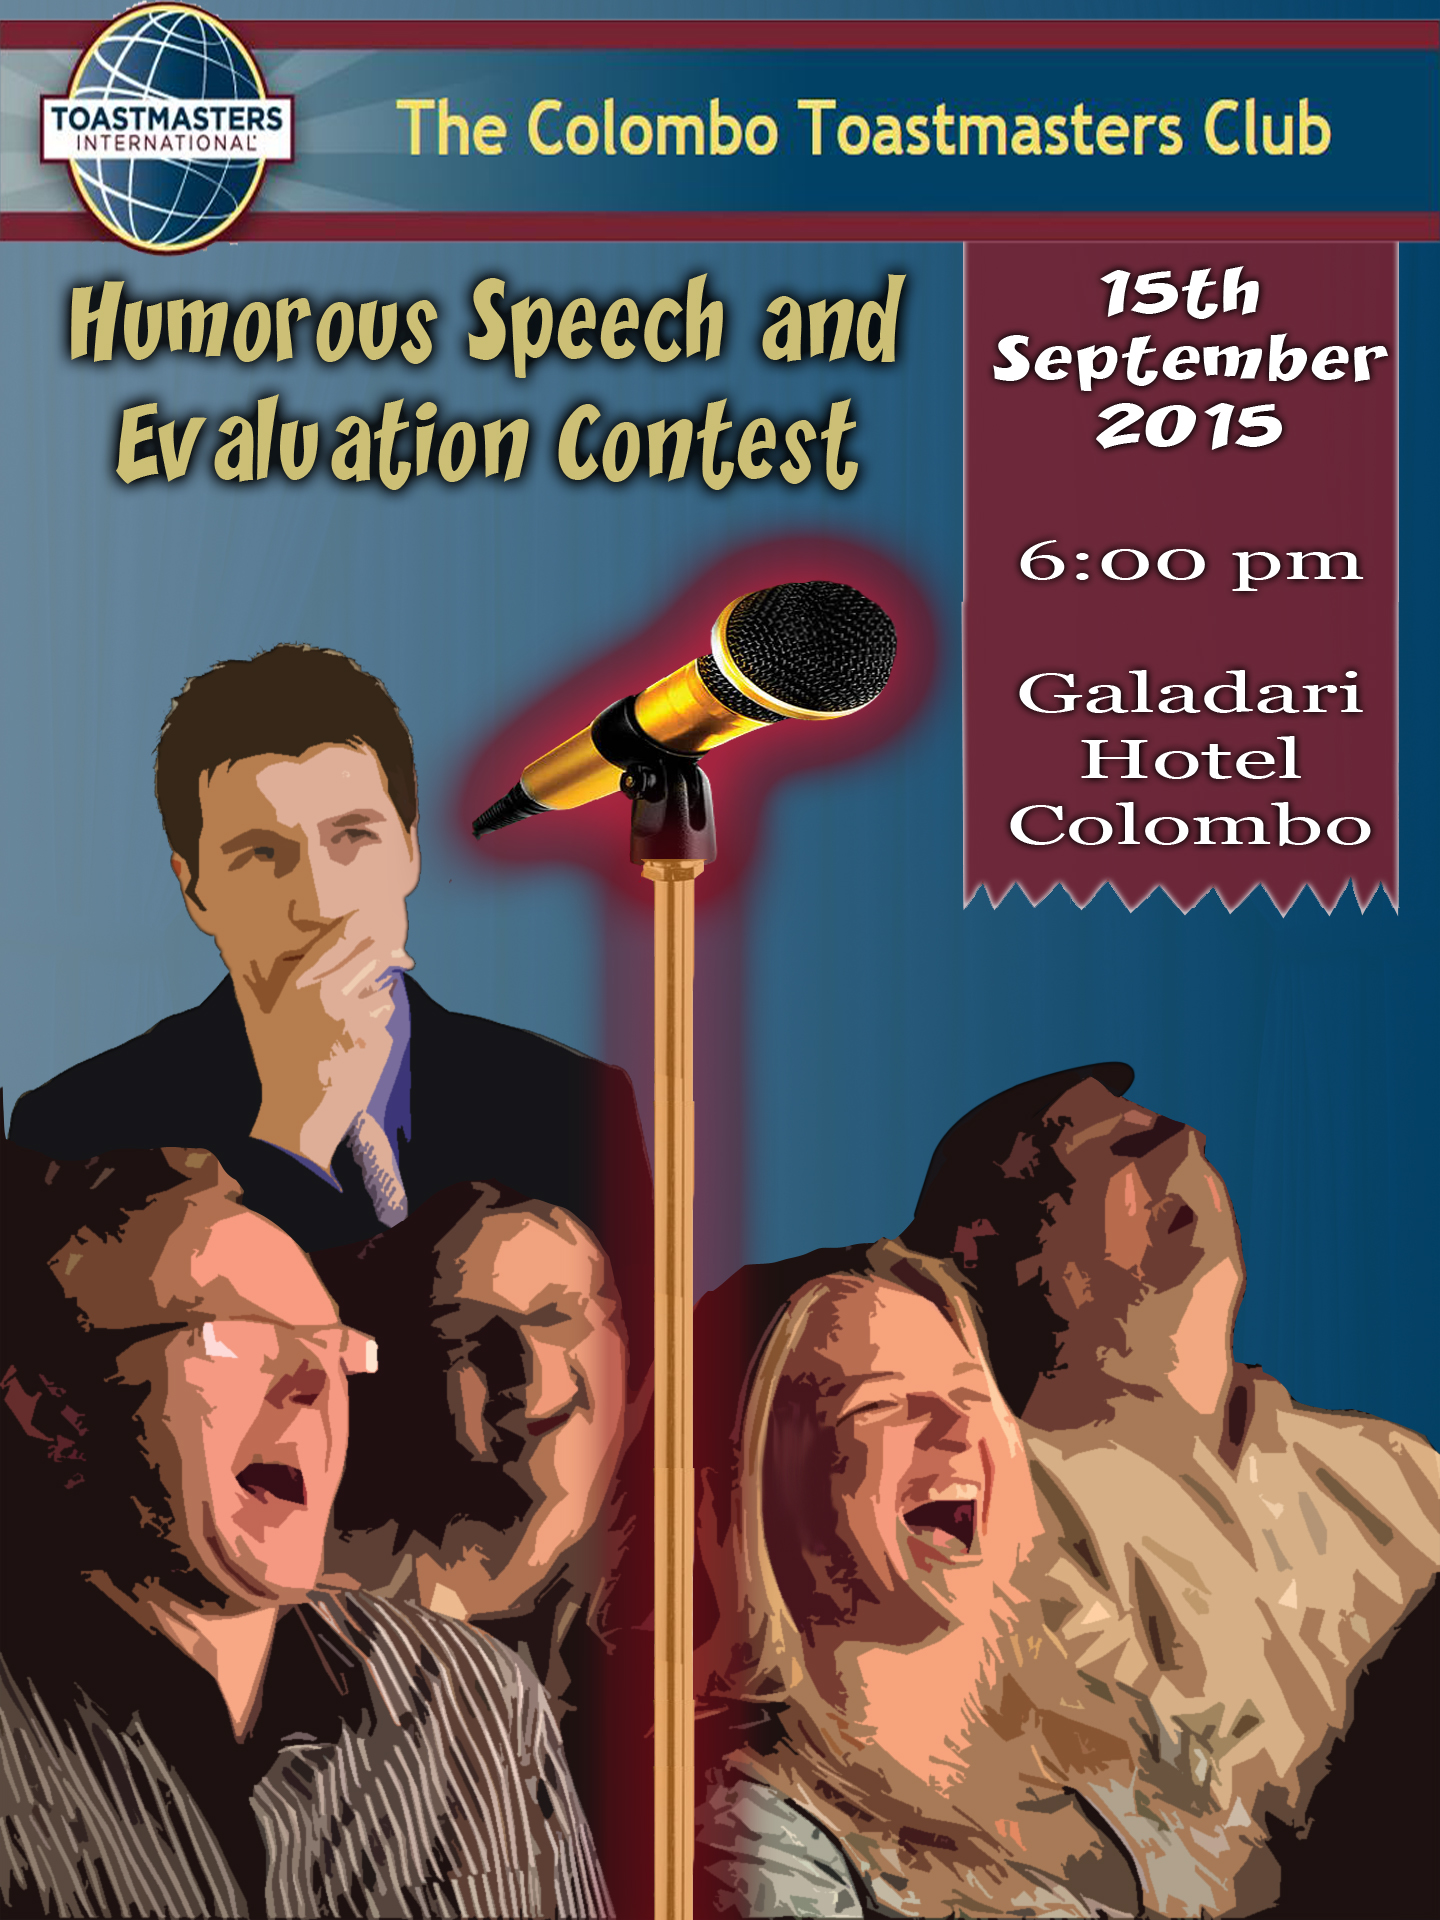 TOASTMASTERS
INTERNATIONAL
The Colombo Toastmasters Club
Humorous Speech and
Evaluation Contest
15th
September
2015
6:00 pm
Galadari
Hotel
Colombo